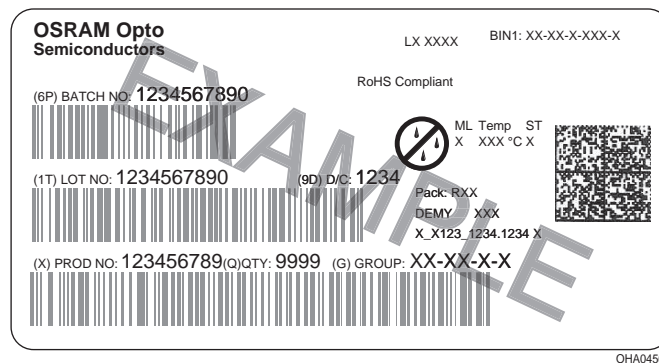 OSRAM Opto
Semiconductors
LX XXXX
BIN1: XX-XX-X-XXX-X
RoHS Compliant
(6P) BATCH NO: 1234567890
ML Temp ST
X XXX °C X
(1T) LOT NO: 1234567890 (9D) D/C: 1234
Pack: RXX
DEMY XXX
X_X123_1234.1234 X
(X) PROD NO: 123456789(Q)QTY: 9999 (G) GROUP: XX-XX-X-X
EXAMPLE